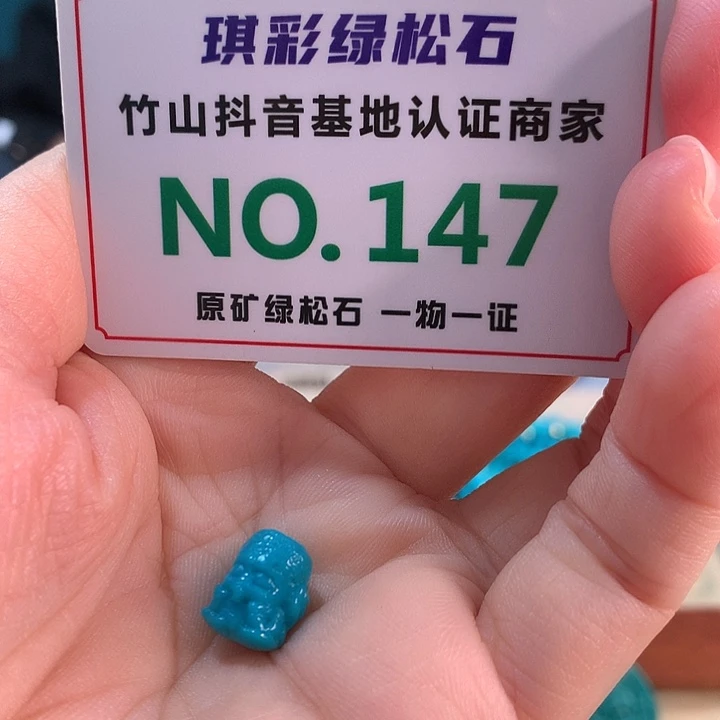 琪彩绿松石
竹山抖音基地认证商家
NO.147
原矿绿松石 一物一证